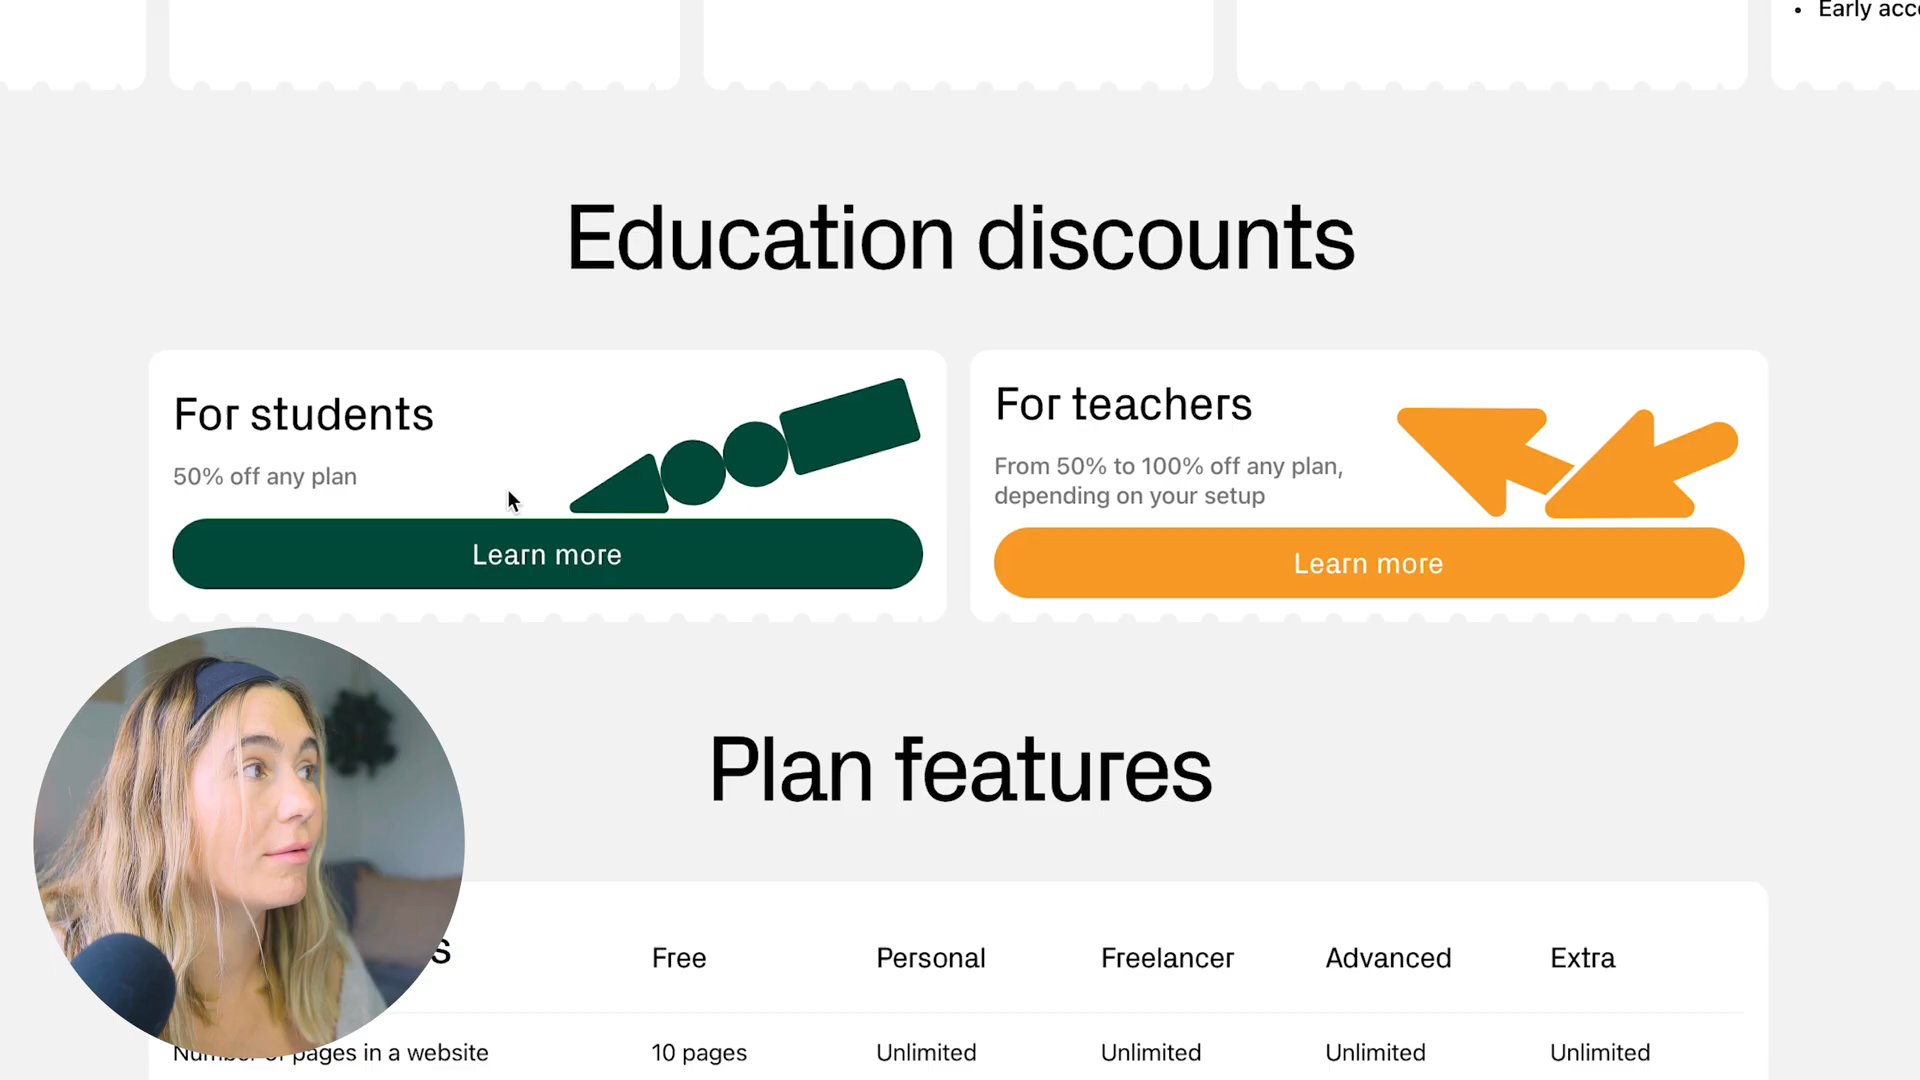 • Early acc
Education discounts
For students
50% off any plan
Learn more
For teachers
From 50% to 100% off any plan,
depending on your setup
Learn more
Plan features
s Free Personal Freelancer Advanced Extra
Number of pages in a website 10 pages Unlimited Unlimited Unlimited Unlimited